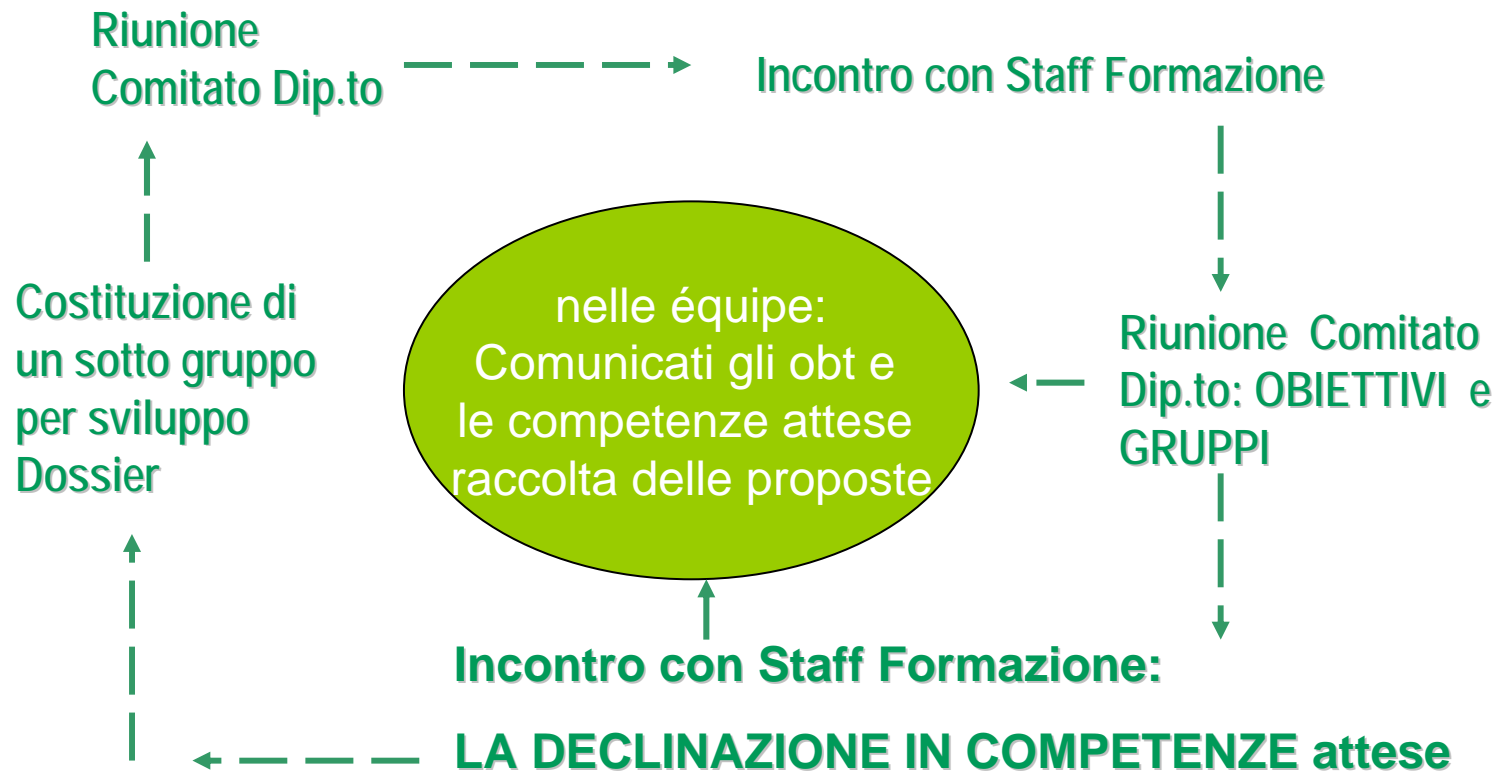 Riunione
Comitato Dip.to
Incontro con Staff Formazione
Costituzione di
un sotto gruppo
per sviluppo
Dossier
nelle équipe:
Comunicati gli obt e
le competenze attese
raccolta delle proposte
Riunione Comitato
Dip.to: OBIETTIVI e
GRUPPI
Incontro con Staff Formazione:
LA DECLINAZIONE IN COMPETENZE attese